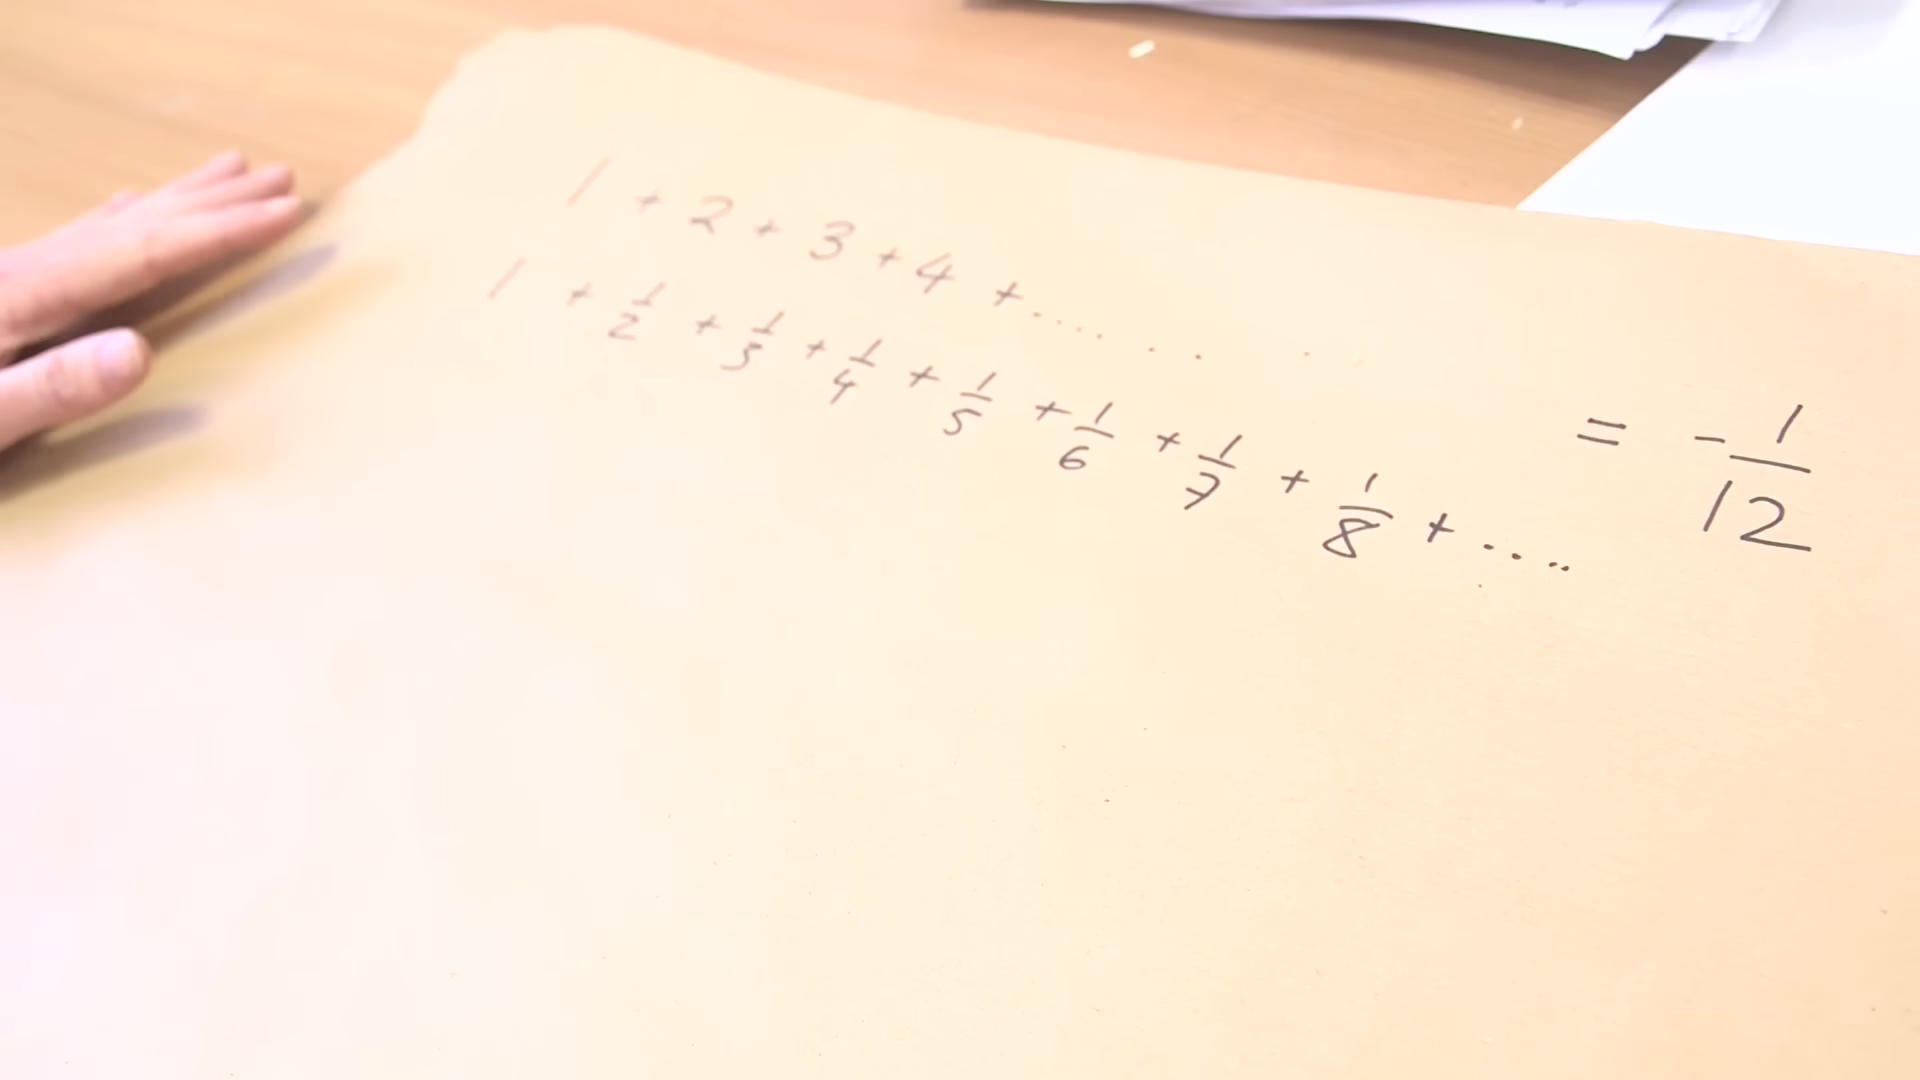 1 + 2 + 3 + 4 + ....... = -1/12
1 + 1/2 + 1/3 + 1/4 + 1/5 + 1/6 + 1/7 + 1/8 + .....